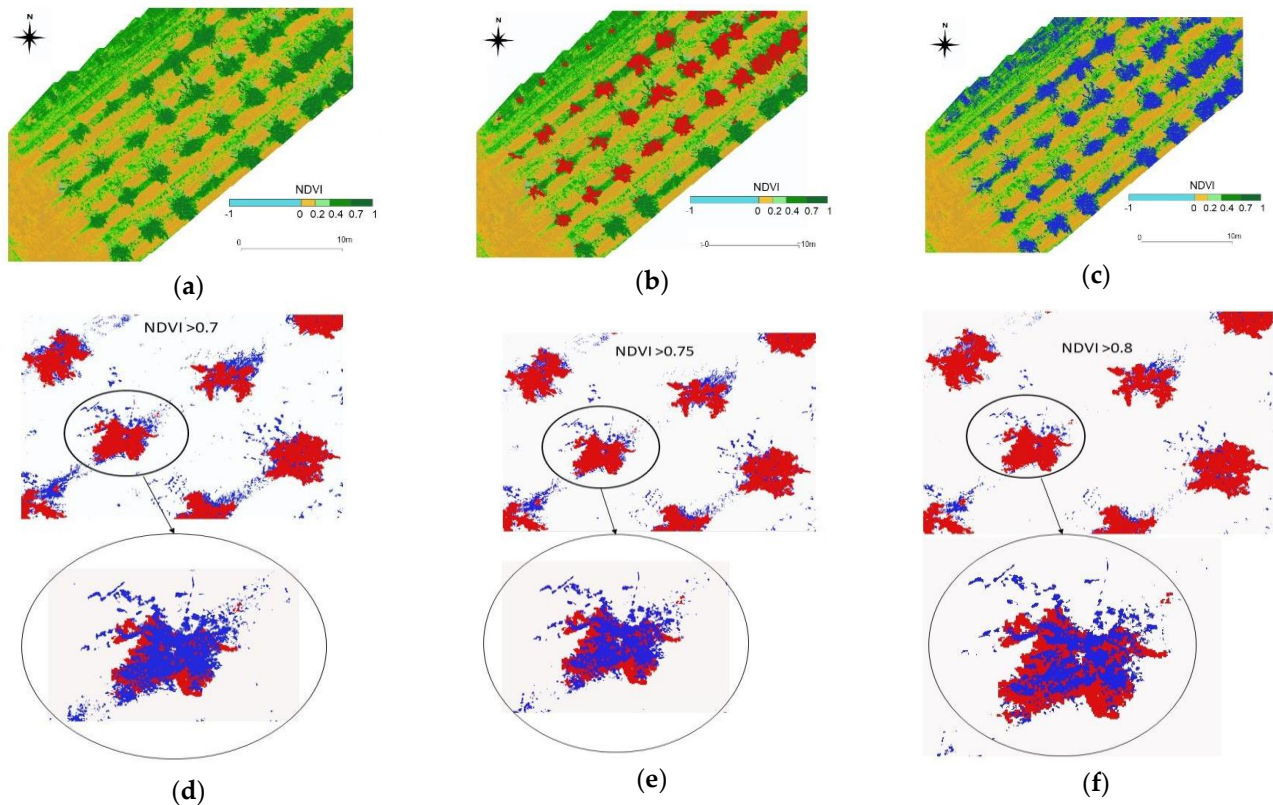 N
NDVI
-1 0 0.2 0.4 0.7 1
0 10m
(a)
N
NDVI
-1 0 0.2 0.4 0.7 1
-0 10m
(b)
N
NDVI
-1 0 0.2 0.4 0.7 1
0 10m
(c)
NDVI >0.7
(d)
NDVI >0.75
(e)
NDVI >0.8
(f)